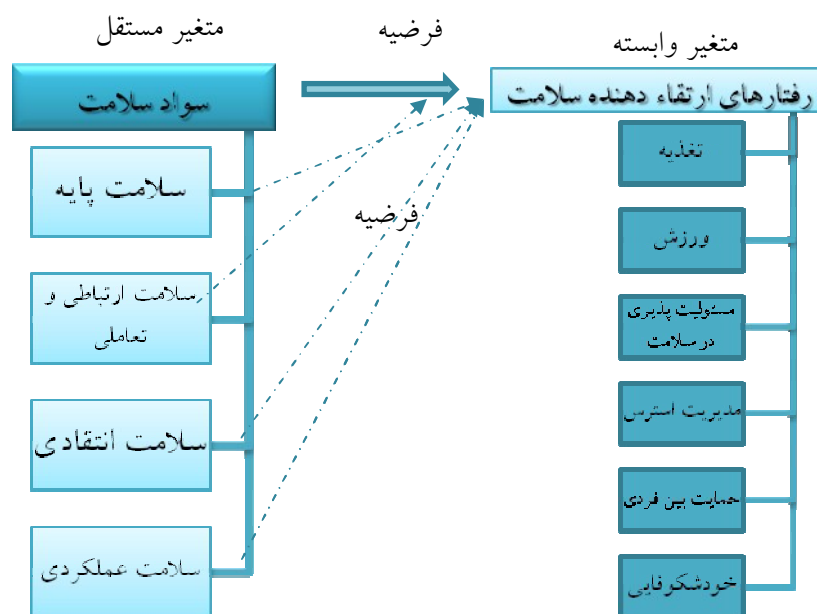 متغیر مستقل
فرضیه
متغیر وابسته
سواد سلامت
رفتارهای ارتقاء دهنده سلامت
سلامت پایه
سلامت ارتباطی و
تعاملی
سلامت انتقادی
سلامت عملکردی
فرضیه
تغذیه
ورزش
مسئولیت پذیری
در سلامت
مدیریت استرس
حمایت بین فردی
خودشکوفایی